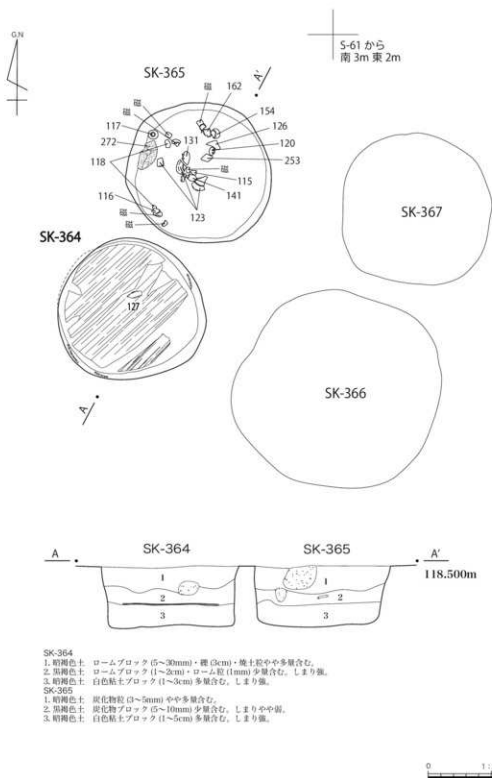 G.N
S-61 から
南 3m 東 2m
SK-365
A'
磁
162
154
126
120
253
磁
115
141
131
磁
磁
117
272
118
116
磁
磁
123
SK-364
127
A
SK-367
SK-366
A
SK-364
SK-365
A'
118.500m
1
2
3
1
2
3
SK-364
1. 暗褐色土 ロームブロック (5～30mm)・礫 (3cm)・焼土粒やや多量含む。
2. 黒褐色土 ロームブロック (1～2cm)・ローム粒 (1mm) 少量含む。しまり強。
3. 暗褐色土 白色粘土ブロック (1～3cm) 多量含む。しまり強。
SK-365
1. 暗褐色土 炭化物粒 (3～5mm) やや多量含む。
2. 黒褐色土 炭化物ブロック (5～10mm) 少量含む。しまりやや弱。
3. 暗褐色土 白色粘土ブロック (1～5cm) 多量含む。しまり強。
0 1: